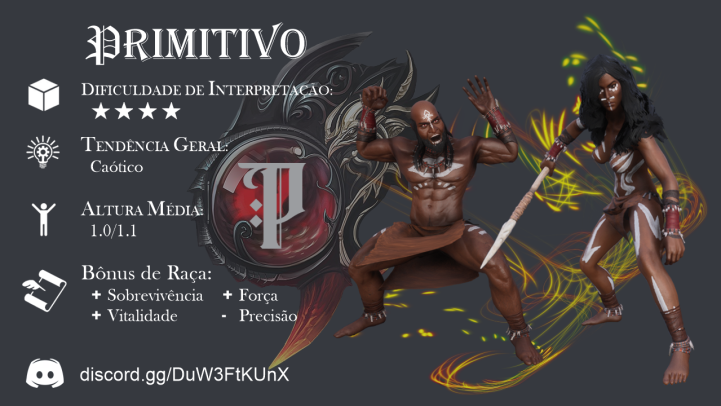 Primitivo
Dificuldade de Interpretação:
Tendência Geral:
Caótico
Altura Média:
1.0/1.1
Bônus de Raça:
+ Sobrevivência + Força
+ Vitalidade - Precisão
discord.gg/DuW3FtKUnX
P